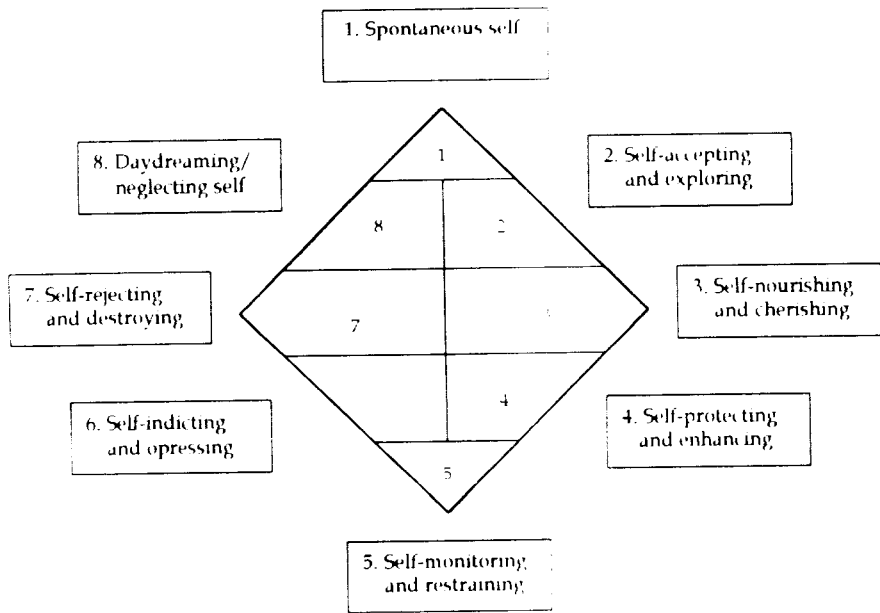 1. Spontaneous self
8. Daydreaming/
neglecting self
2. Self-accepting
and exploring
7. Self-rejecting
and destroying
3. Self-nourishing
and cherishing
6. Self-indicting
and opressing
4. Self-protecting
and enhancing
5. Self-monitoring
and restraining
1
8
2
7
4
5